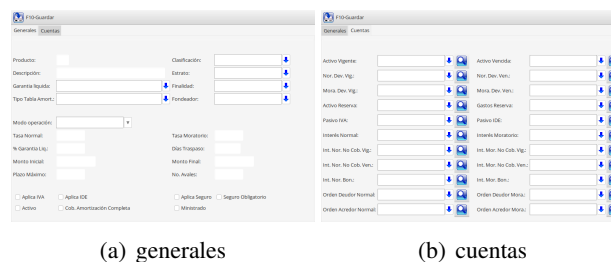 F10-Guardar
Generales Cuentas
Producto: Clasificación:
Descripción: Estrato:
Garantía líquida: Finalidad:
Tipo Tabla Amort.: Fondeador:
Modo operación:
Tasa Normal: Tasa Moratorio:
% Garantía Liq.: Días Traspaso:
Monto Inicial: Monto Final:
Plazo Máximo: No. Avales:
Aplica IVA Aplica IDE Aplica Seguro Seguro Obligatorio
Activo Cob. Amortización Completa Ministrado
(a) generales
F10-Guardar
Generales Cuentas
Activo Vigente: Activo Vencida:
Nor. Dev. Vig.: Nor. Dev. Ven.:
Mora. Dev. Vig.: Mora. Dev. Ven.:
Activo Reserva: Gastos Reserva:
Pasivo IVA: Pasivo IDE:
Interés Normal: Interés Moratorio:
Int. Nor. No Cob. Vig.: Int. Mor. No Cob. Vig.:
Int. Nor. No Cob. Ven.: Int. Mor. No Cob. Ven.:
Int. Nor. Bon.: Int. Mor. Bon.:
Orden Deudor Normal: Orden Deudor Mora.:
Orden Acredor Normal: Orden Acredor Mora.:
(b) cuentas